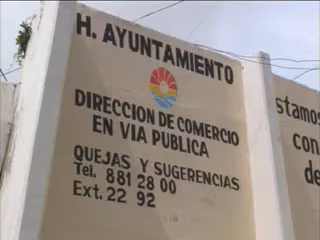 H. AYUNTAMIENTO
DIRECCION DE COMERCIO
EN VIA PUBLICA
QUEJAS Y SUGERENCIAS
Tel. 881 28 00
Ext. 22 92
stamos
con
de